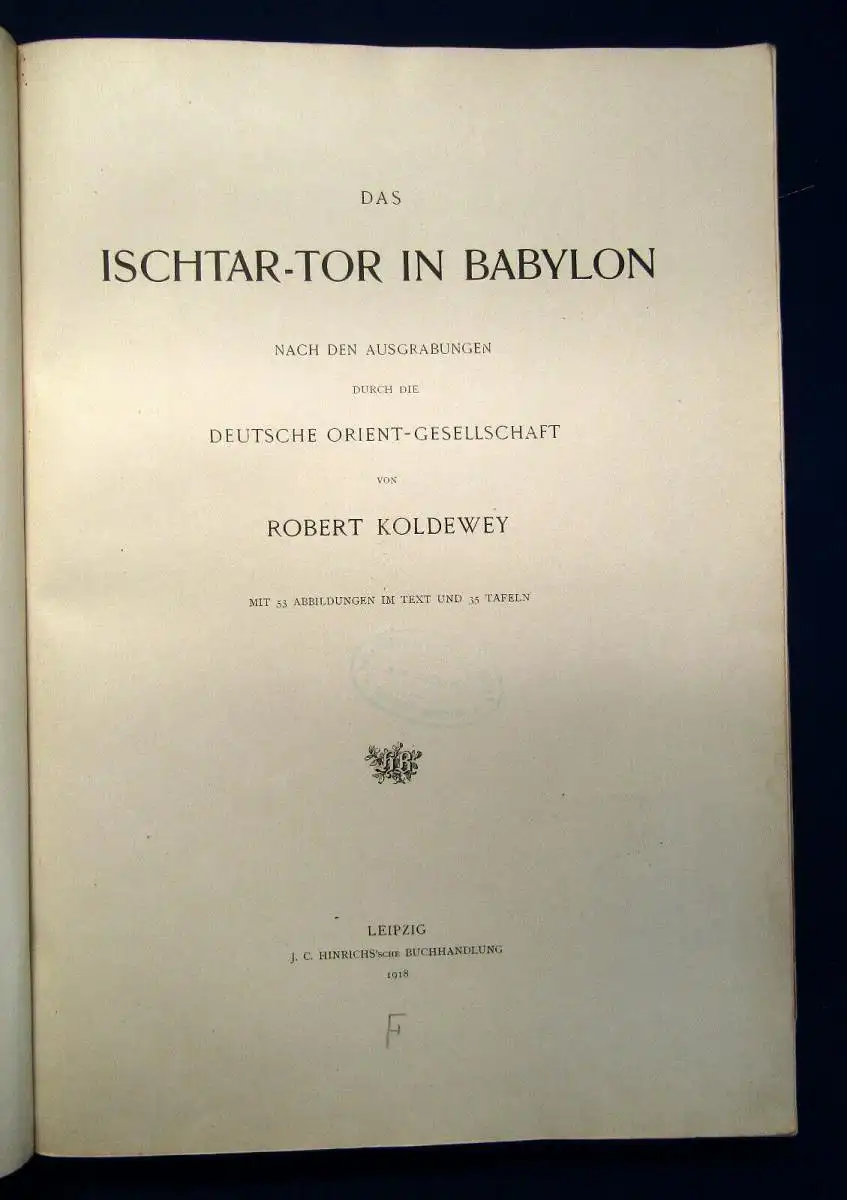 DAS
ISCHTAR-TOR IN BABYLON
NACH DEN AUSGRABUNGEN
DURCH DIE
DEUTSCHE ORIENT-GESELLSCHAFT
VON
ROBERT KOLDEWEY
MIT 53 ABBILDUNGEN IM TEXT UND 35 TAFELN
LEIPZIG
J. C. HINRICHS'SCHE BUCHHANDLUNG
1918
F